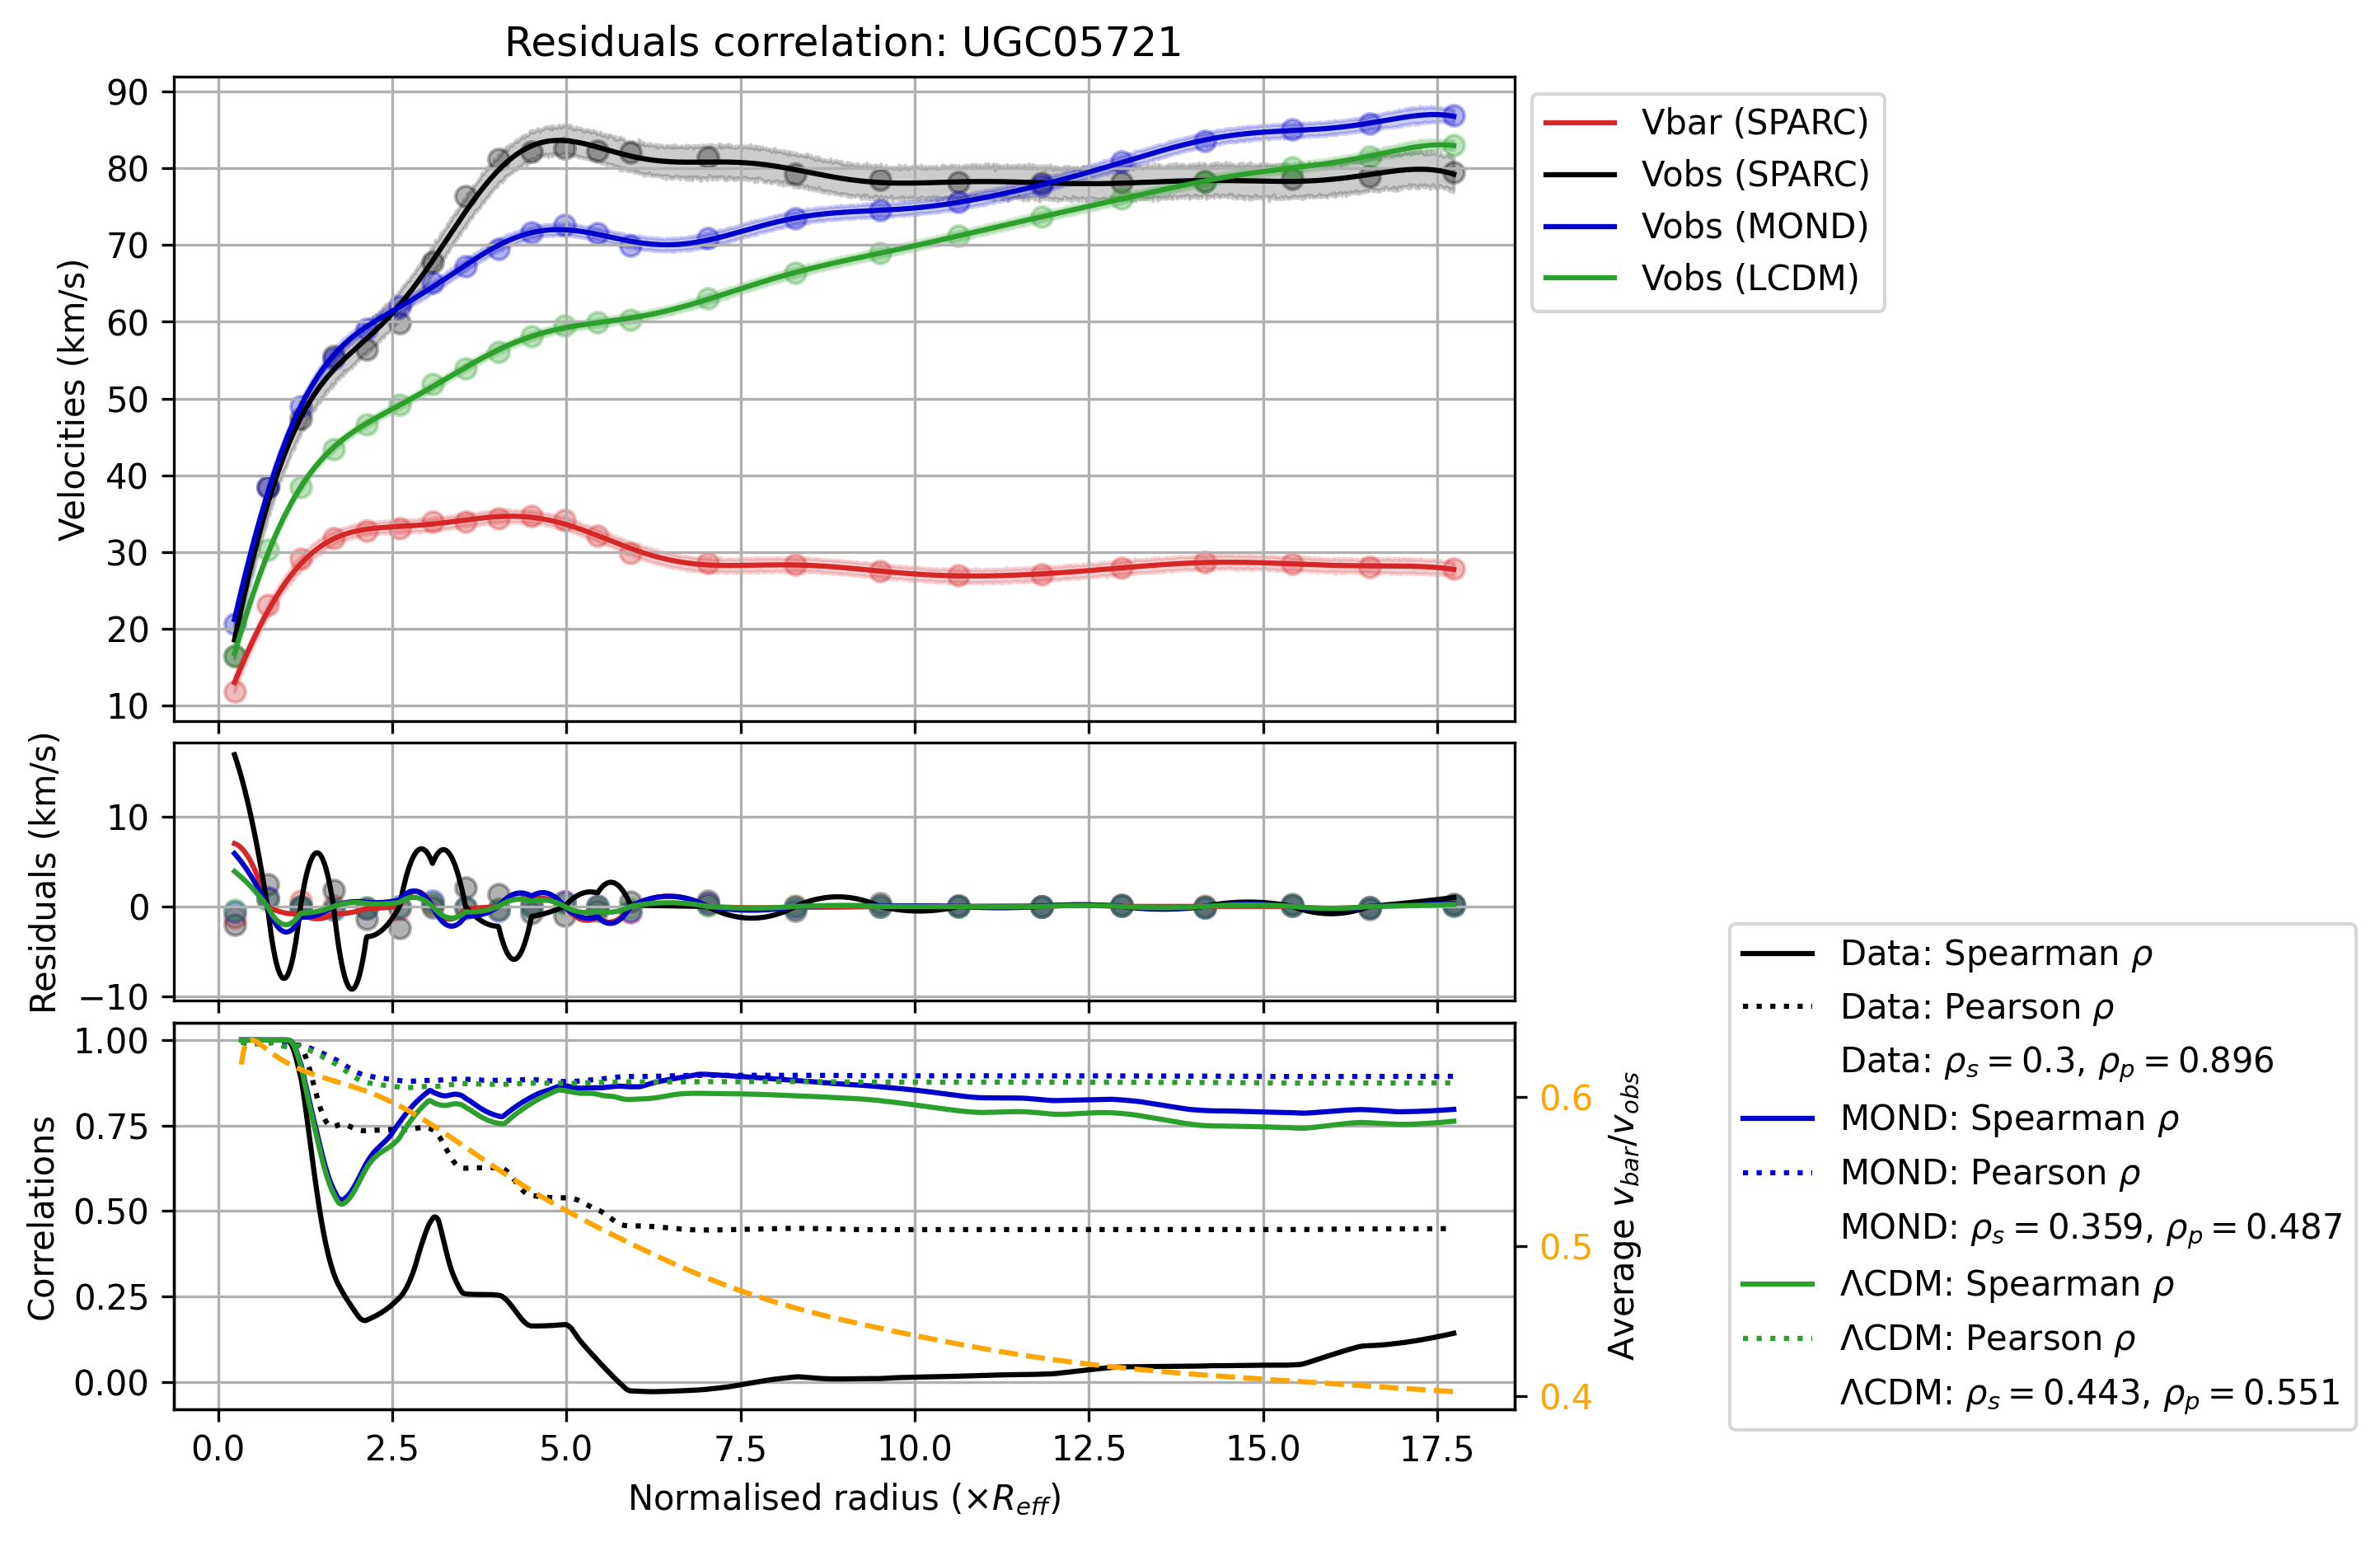 Residuals correlation: UGC05721
90
80
70
60
50
40
30
20
10
Velocities (km/s)
Vbar (SPARC)
Vobs (SPARC)
Vobs (MOND)
Vobs (LCDM)
10
0
−10
Residuals (km/s)
1.00
0.75
0.50
0.25
0.00
Correlations
0.6
0.5
0.4
Average v_bar/v_obs
0.0 2.5 5.0 7.5 10.0 12.5 15.0 17.5
Normalised radius (×R_eff)
Data: Spearman ρ
Data: Pearson ρ
Data: ρ_s = 0.3, ρ_p = 0.896
MOND: Spearman ρ
MOND: Pearson ρ
MOND: ρ_s = 0.359, ρ_p = 0.487
ΛCDM: Spearman ρ
ΛCDM: Pearson ρ
ΛCDM: ρ_s = 0.443, ρ_p = 0.551